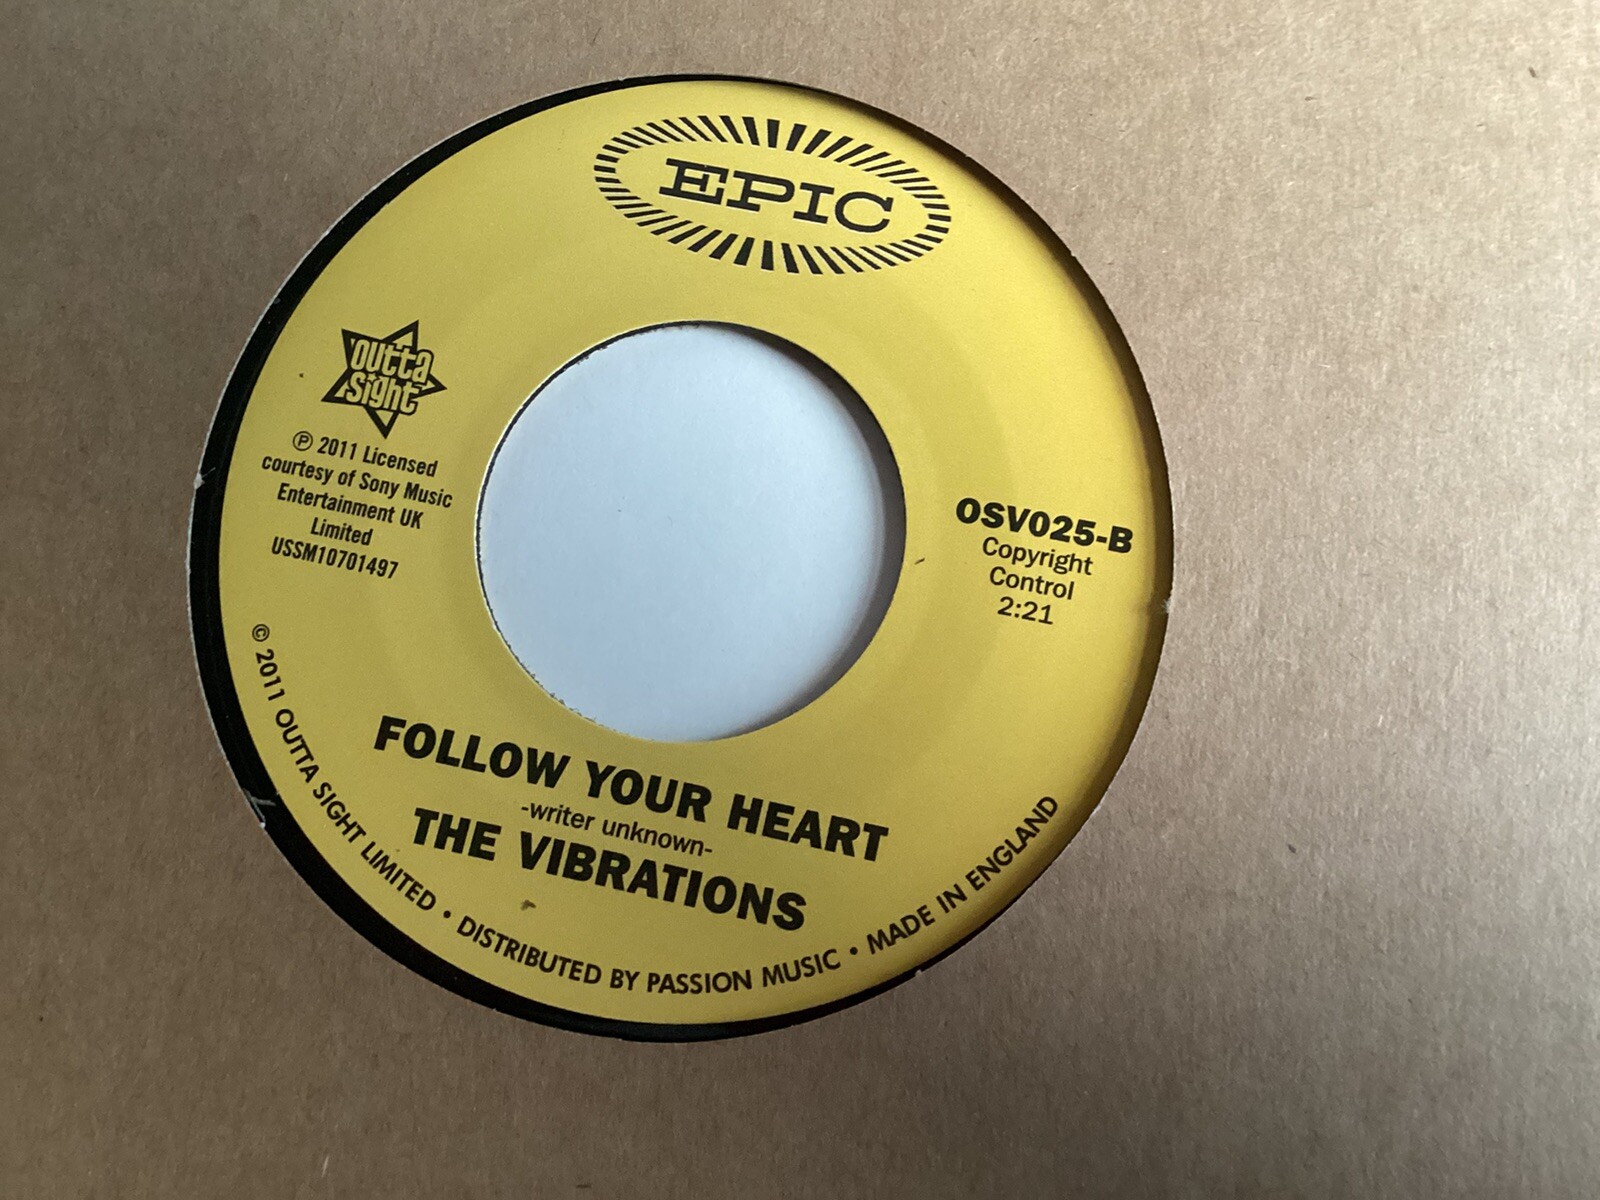 EPIC
outta
sight
℗ 2011 Licensed
courtesy of Sony Music
Entertainment UK
Limited
USSM10701497
OSV025-B
Copyright
Control
2:21
FOLLOW YOUR HEART
-writer unknown-
THE VIBRATIONS
© 2011 OUTTA SIGHT LIMITED • DISTRIBUTED BY PASSION MUSIC • MADE IN ENGLAND